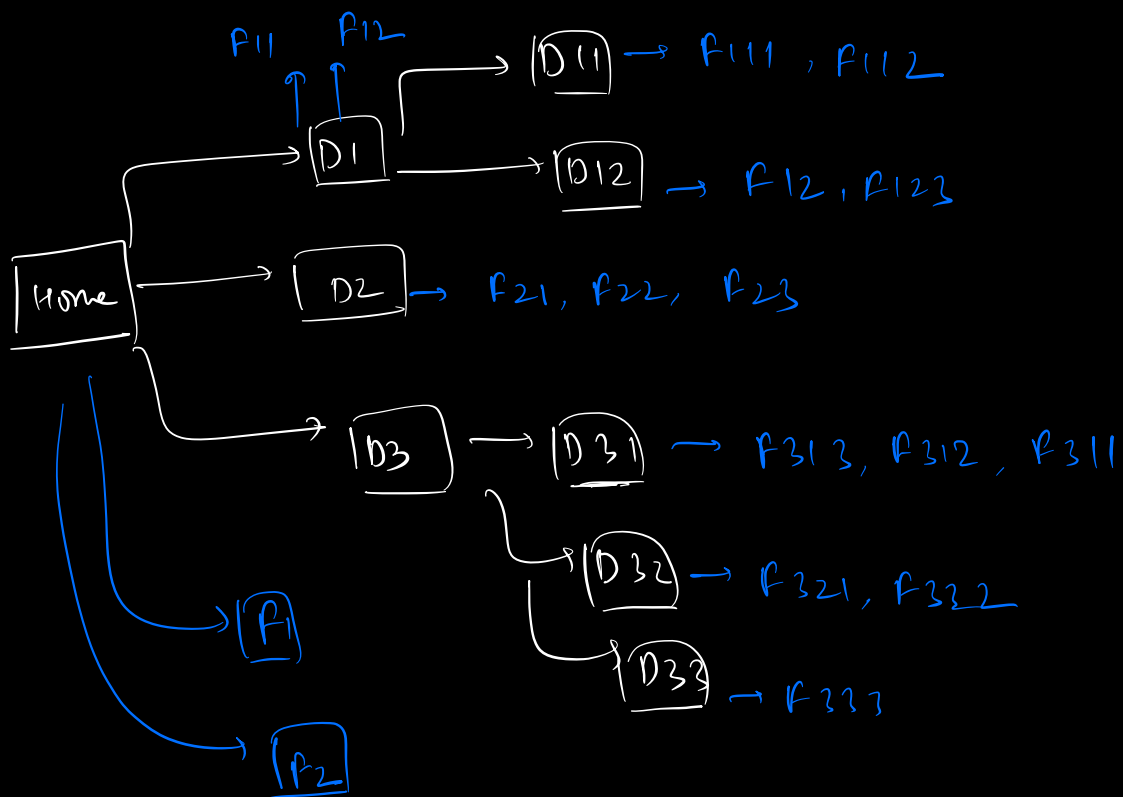 F11 F12
D11 → F111, F112
D1
D12 → F12, F123
Home
D2 → F21, F22, F23
D3
D31 → F313, F312, F311
D32 → F321, F332
F1
D33 → F333
F2